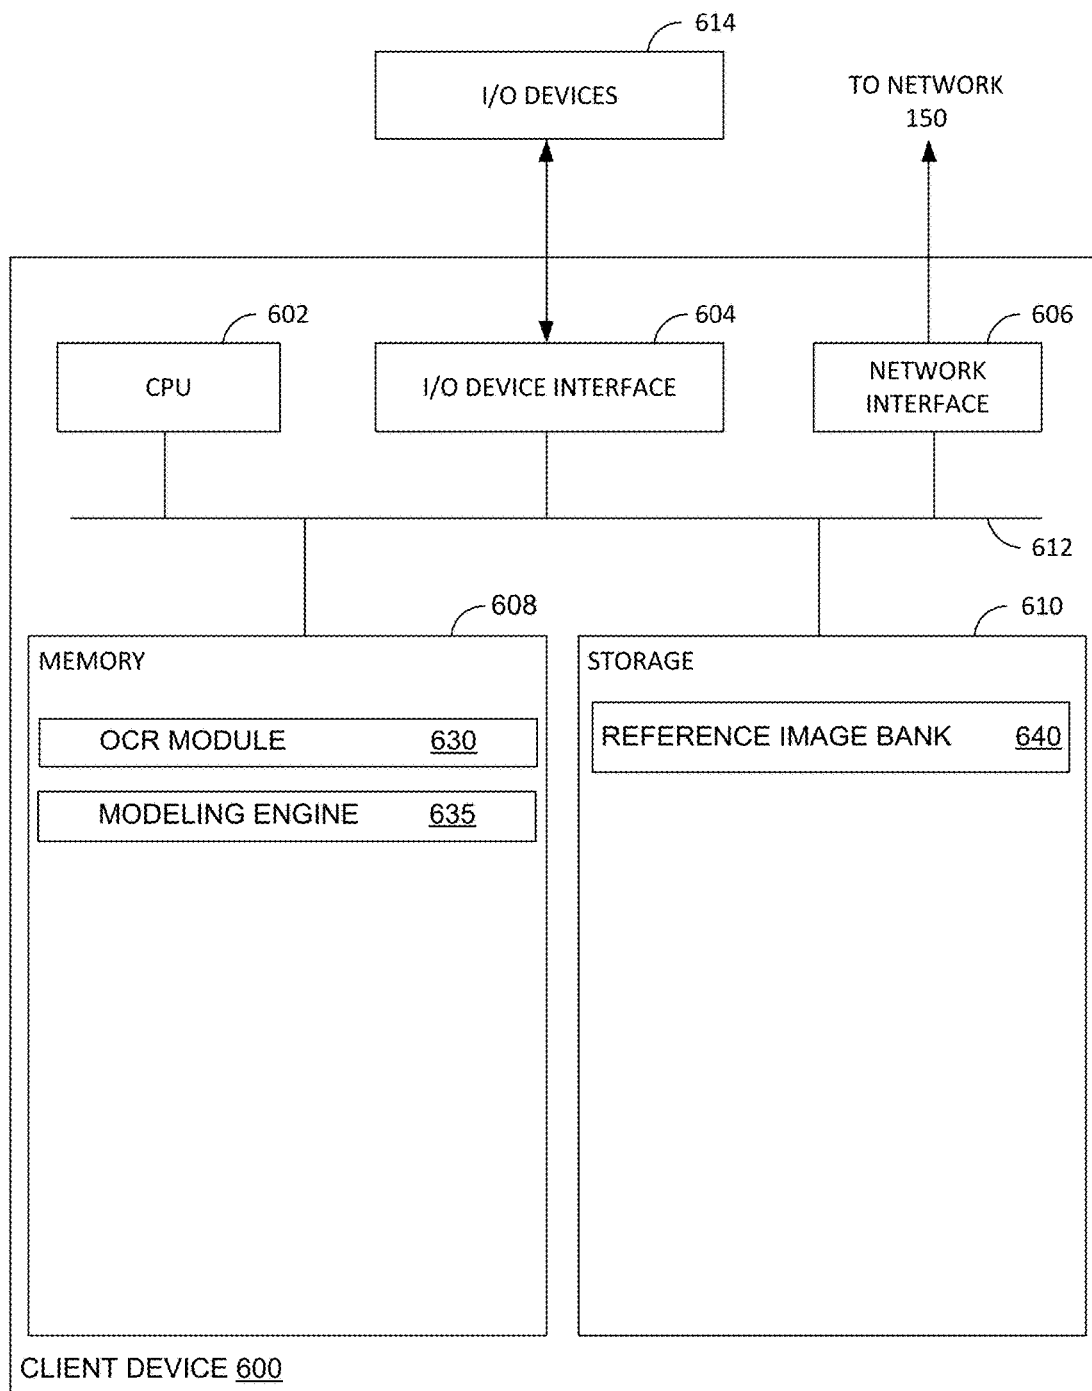 614
I/O DEVICES
TO NETWORK
150
602
604
606
CPU
I/O DEVICE INTERFACE
NETWORK
INTERFACE
612
608
610
MEMORY
STORAGE
OCR MODULE 630
REFERENCE IMAGE BANK 640
MODELING ENGINE 635
CLIENT DEVICE 600